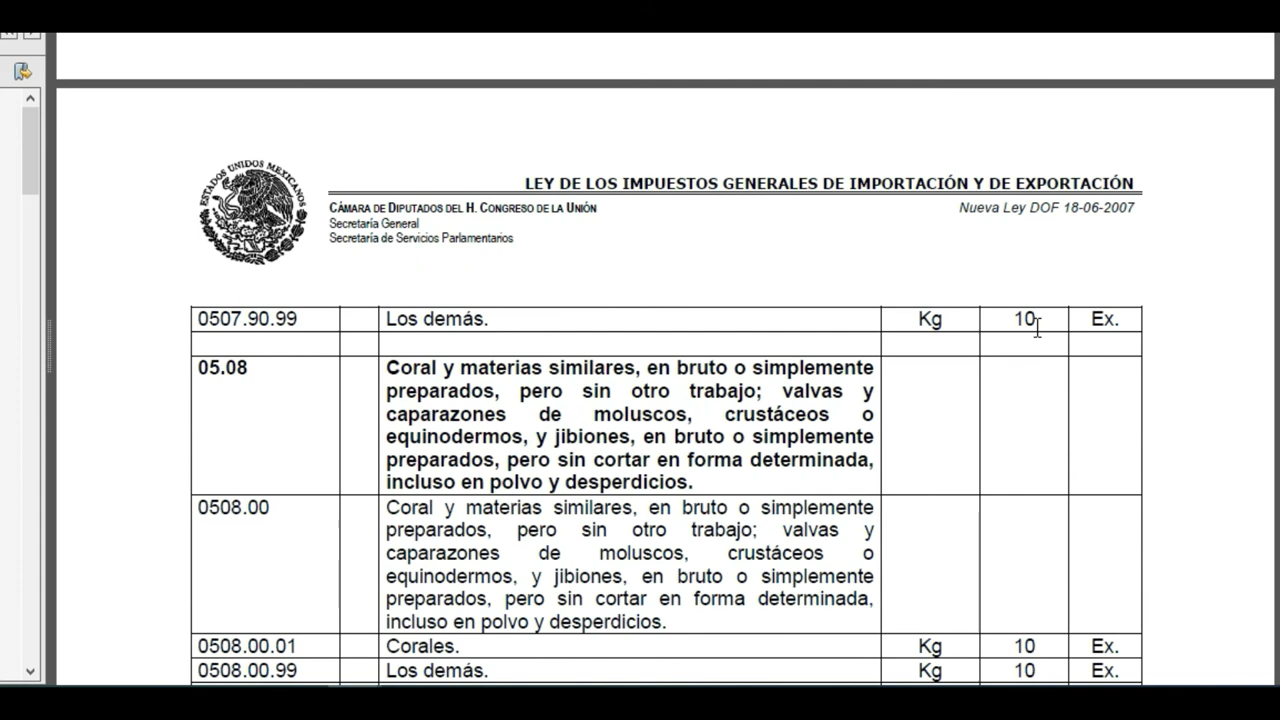 ESTADOS UNIDOS MEXICANOS
LEY DE LOS IMPUESTOS GENERALES DE IMPORTACIÓN Y DE EXPORTACIÓN
CÁMARA DE DIPUTADOS DEL H. CONGRESO DE LA UNIÓN
Nueva Ley DOF 18-06-2007
Secretaría General
Secretaría de Servicios Parlamentarios
0507.90.99 Los demás. Kg 10 Ex.
05.08 Coral y materias similares, en bruto o simplemente
preparados, pero sin otro trabajo; valvas y
caparazones de moluscos, crustáceos o
equinodermos, y jibiones, en bruto o simplemente
preparados, pero sin cortar en forma determinada,
incluso en polvo y desperdicios.
0508.00 Coral y materias similares, en bruto o simplemente
preparados, pero sin otro trabajo; valvas y
caparazones de moluscos, crustáceos o
equinodermos, y jibiones, en bruto o simplemente
preparados, pero sin cortar en forma determinada,
incluso en polvo y desperdicios.
0508.00.01 Corales. Kg 10 Ex.
0508.00.99 Los demás. Kg 10 Ex.